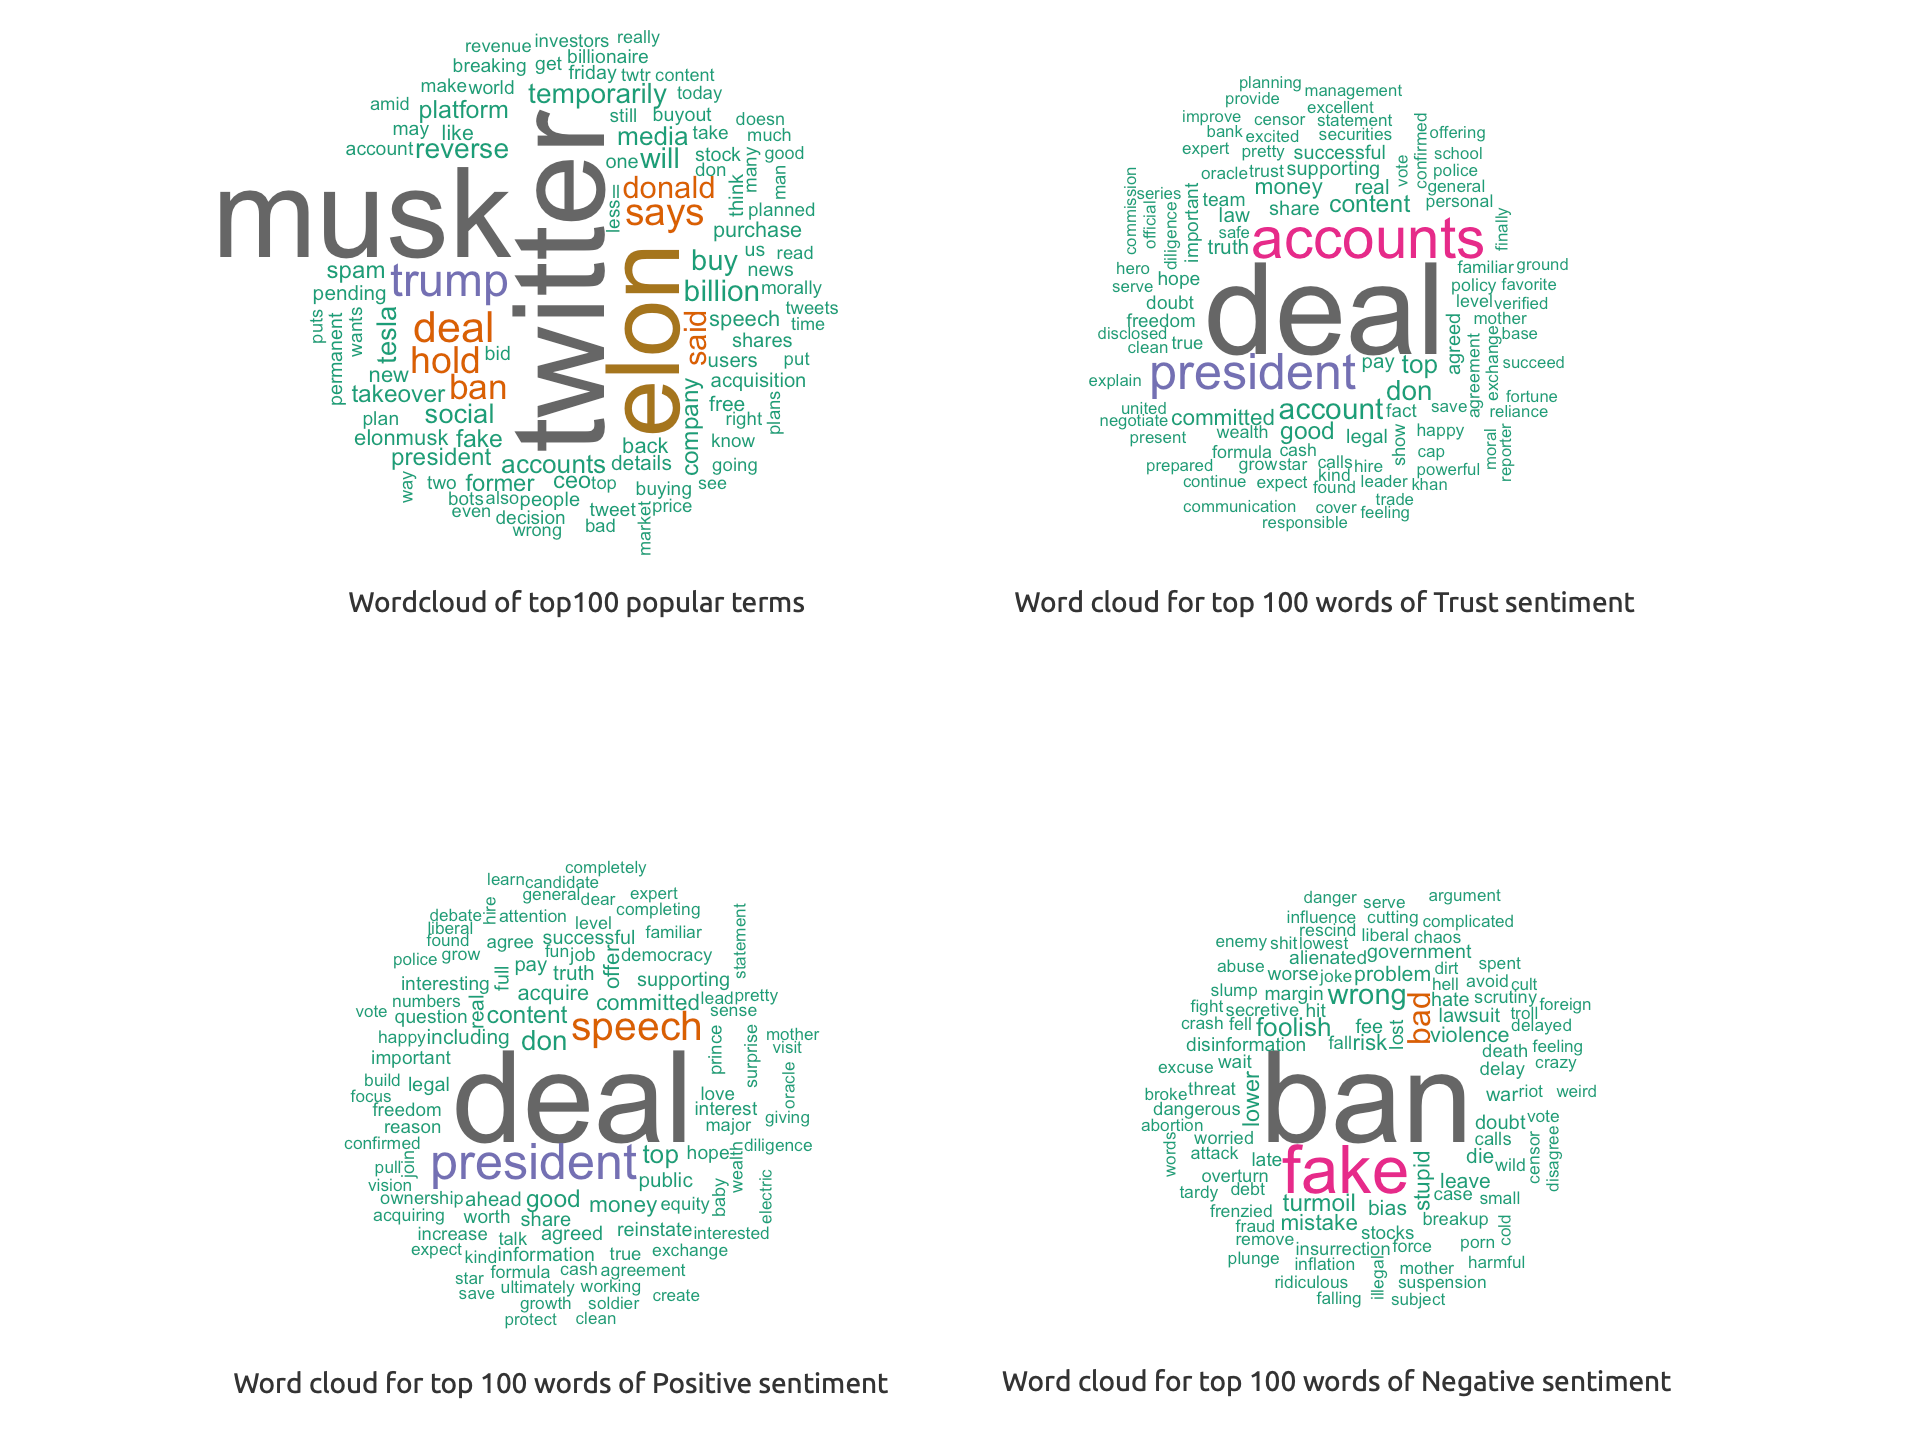 revenue investors really
breaking get billionaire
friday twtr content
make world temporarily today
amid platform still buyout doesn
may like media take much
account reverse one will stock good
don many man
musk twitter less= donald think planned
says purchase
elon us read
spam trump buy news
pending billion morally
puts permanent wants tesla deal said speech tweets
time
hold bid shares
new ban users put
takeover company acquisition
plan social free plans
right
elonmusk fake back know
president accounts details going
way two former ceo top buying see
bots also people price
even decision tweet market
wrong bad
Wordcloud of top100 popular terms
planning management
provide excellent
improve censor statement confirmed offering
bank excited securities
expert pretty successful vote school
oracle trust supporting police
commission series money real general
official team share content personal
diligence important law
safe accounts finally
truth
hero deal familiar ground
serve hope policy favorite
doubt level verified
freedom agreed mother
disclosed true exchange base
clean
president pay top agreement succeed
explain don fortune
united account fact save reliance
negotiate committed
present wealth good legal show happy moral reporter
formula cash cap
prepared grow star calls hire powerful
continue expect kind leader khan
found trade
communication cover feeling
responsible
Word cloud for top 100 words of Trust sentiment
completely
learn candidate
general dear expert
debate hire attention completing statement
liberal level
found agree successful familiar
police grow fun job offer democracy
full pay truth supporting
interesting acquire
numbers real committed lead pretty
vote question content sense
happy including don speech prince surprise mother
important visit
build legal deal oracle
focus love
freedom interest giving
reason major
confirmed join president top hope wealth diligence
pull public baby electric
vision
ownership ahead good money equity
acquiring worth share
increase talk agreed reinstate interested
expect kind information true exchange
star formula cash agreement
save ultimately working create
growth soldier
protect clean
Word cloud for top 100 words of Positive sentiment
danger serve argument
influence cutting complicated
rescind liberal chaos
enemy shit lowest government
alienated
abuse worse joke problem dirt spent
hell avoid cult
slump margin wrong bad hate scrutiny foreign
fight secretive hit lawsuit troll
crash fell foolish fee lost violence delayed
disinformation fall risk death feeling
excuse wait delay crazy
broke threat lower ban war riot weird
dangerous
abortion doubt vote
words worried calls censor disagree
attack late fake stupid die wild
overturn
tardy debt turmoil bias leave
frenzied case small
fraud mistake stocks breakup cold
remove
plunge insurrection force porn
inflation illegal mother harmful
ridiculous suspension
falling subject
Word cloud for top 100 words of Negative sentiment